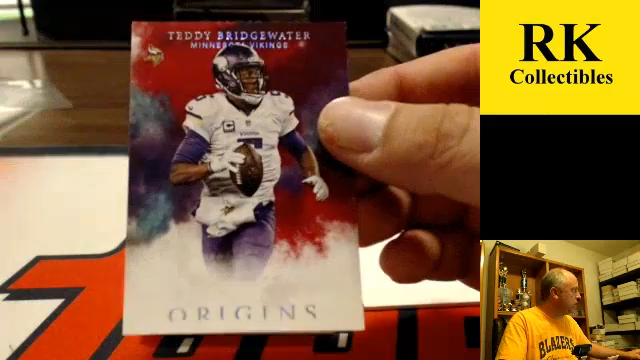 TEDDY BRIDGEWATER
MINNESOTA VIKINGS
ORIGINS
RK
Collectibles
BLAZERS